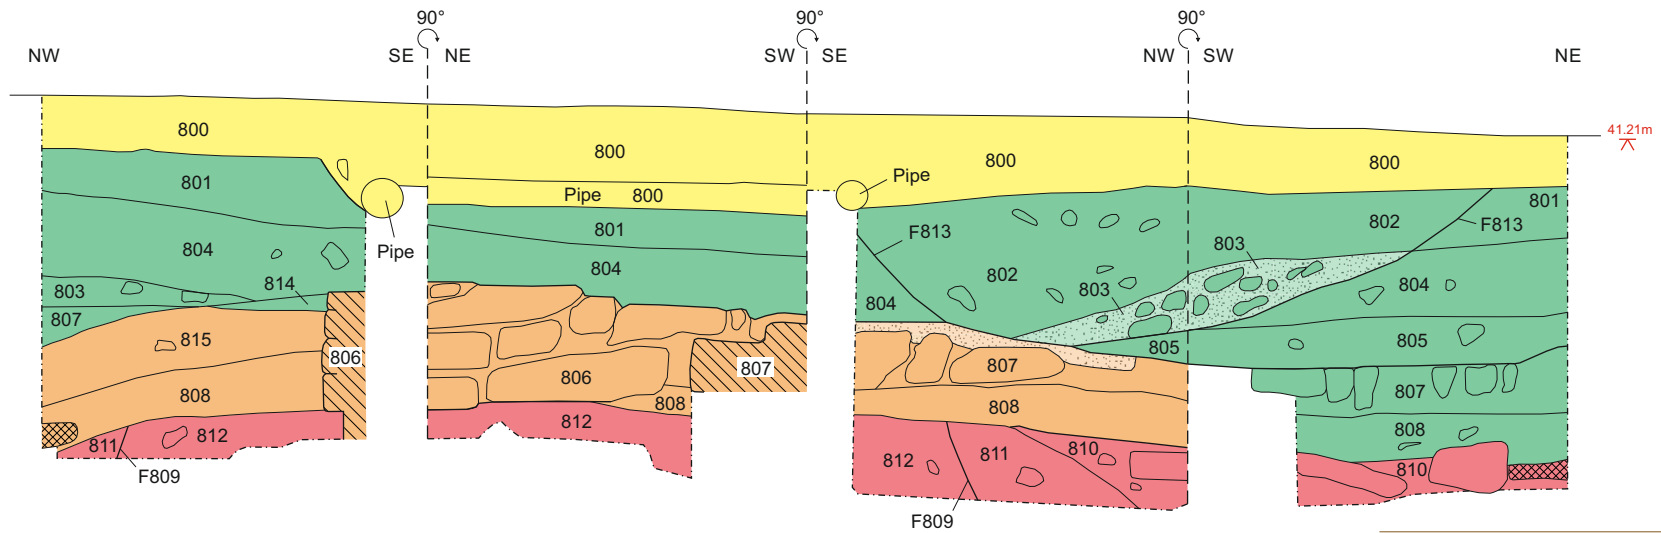 90° 90° 90°
NW SE NE SW SE NW SW NE
41.21m
800 800 800 800
801 Pipe 800 Pipe 802 801
F813 F813
801 803
804 Pipe 804 802 803 804
803 814 804
807 805 805
815 806 807 807
806 807
808 808 808 808
811 812 812 812 811 810 810
F809
F809